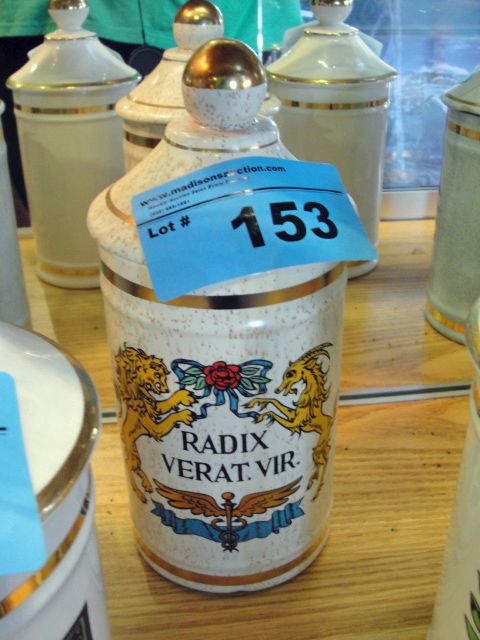 www.madisonsauction.com
Lot # 153
RADIX
VERAT. VIR.